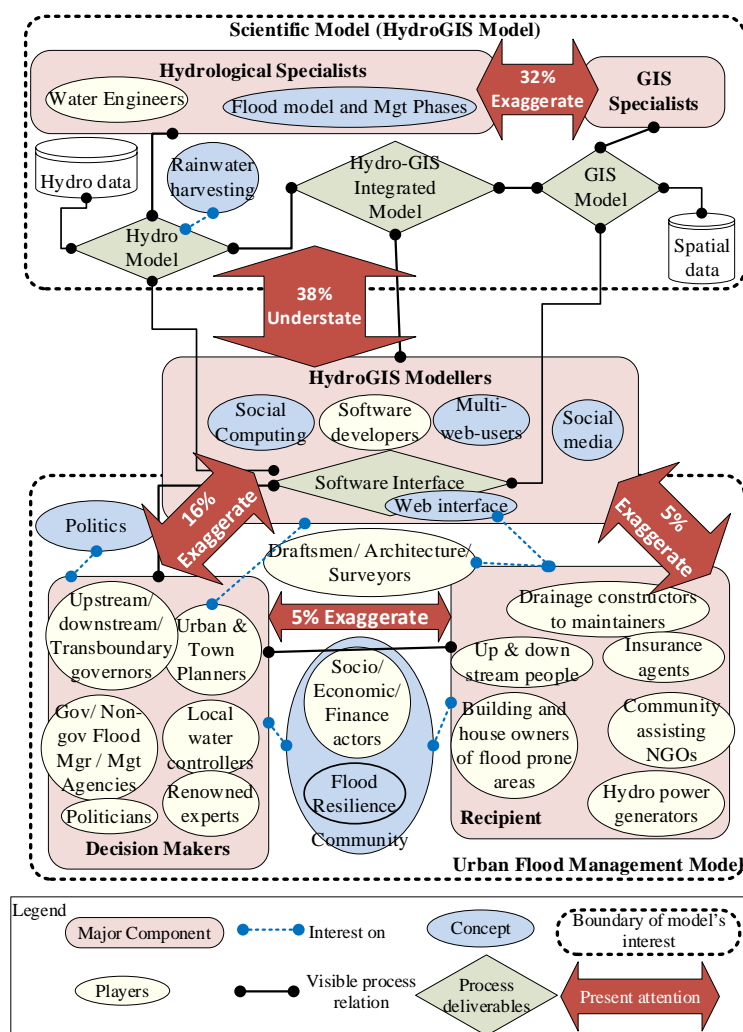 Scientific Model (HydroGIS Model)
Hydrological Specialists
Water Engineers
Flood model and Mgt Phases
32%
Exaggerate
GIS
Specialists
Hydro data
Rainwater
harvesting
Hydro-GIS
Integrated
Model
GIS
Model
Hydro
Model
Spatial
data
38%
Understate
HydroGIS Modellers
Social
Computing
Software
developers
Multi-
web-users
Social
media
Software Interface
Web interface
16%
Exaggerate
5%
Exaggerate
Politics
Draftsmen/ Architecture/
Surveyors
Upstream/
downstream/
Transboundary
governors
Urban &
Town
Planners
5% Exaggerate
Drainage constructors
to maintainers
Up & down
stream people
Insurance
agents
Socio/
Economic/
Finance
actors
Gov/ Non-
gov Flood
Mgr / Mgt
Agencies
Local
water
controllers
Building and
house owners
of flood prone
areas
Community
assisting
NGOs
Flood
Resilience
Politicians
Renowned
experts
Hydro power
generators
Community
Recipient
Decision Makers
Urban Flood Management Model
Legend
Major Component
Interest on
Concept
Boundary of model's
interest
Players
Visible process
relation
Process
deliverables
Present attention